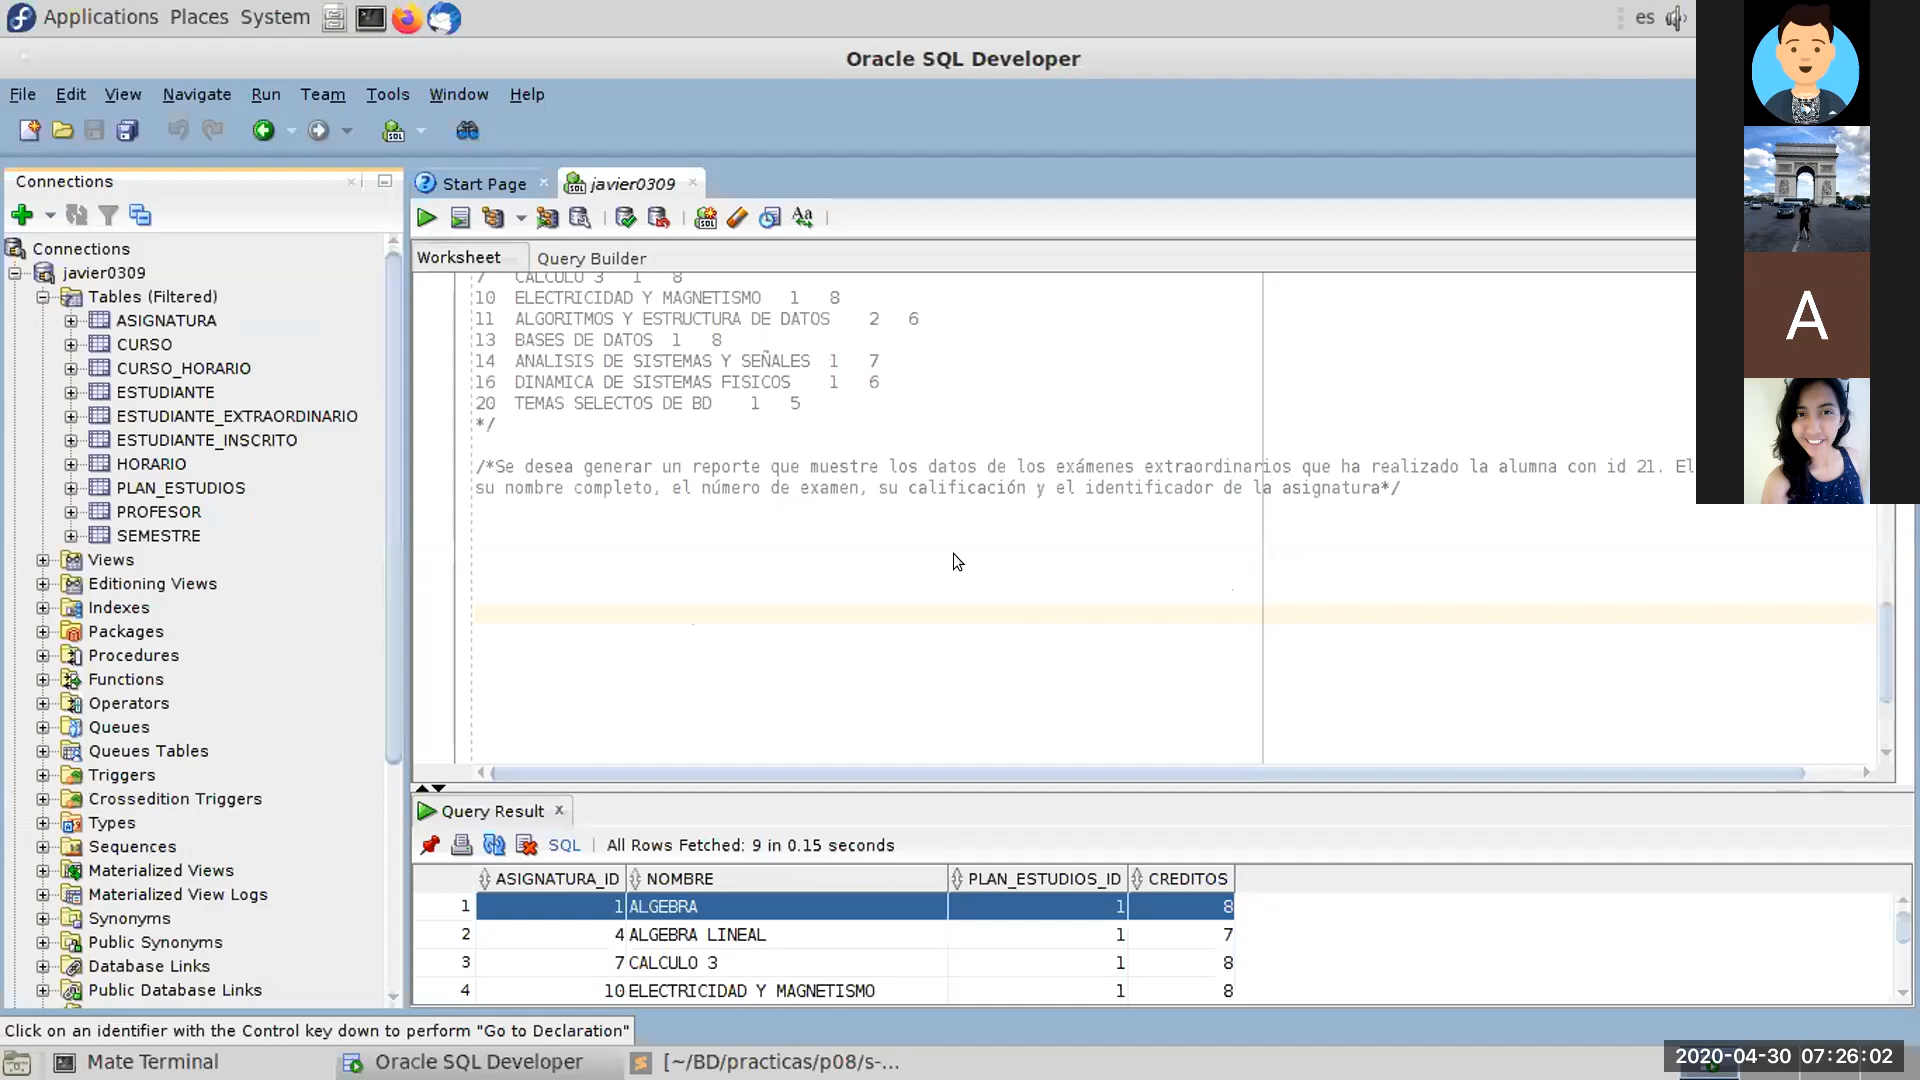 Applications Places System
es
Oracle SQL Developer
File Edit View Navigate Run Team Tools Window Help
Connections
Start Page
javier0309
Worksheet
Query Builder
Connections
javier0309
Tables (Filtered)
ASIGNATURA
CURSO
CURSO_HORARIO
ESTUDIANTE
ESTUDIANTE_EXTRAORDINARIO
ESTUDIANTE_INSCRITO
HORARIO
PLAN_ESTUDIOS
PROFESOR
SEMESTRE
Views
Editioning Views
Indexes
Packages
Procedures
Functions
Operators
Queues
Queues Tables
Triggers
Crossedition Triggers
Types
Sequences
Materialized Views
Materialized View Logs
Synonyms
Public Synonyms
Database Links
Public Database Links
7 CALCULO 3 1 8
10 ELECTRICIDAD Y MAGNETISMO 1 8
11 ALGORITMOS Y ESTRUCTURA DE DATOS 2 6
13 BASES DE DATOS 1 8
14 ANALISIS DE SISTEMAS Y SEÑALES 1 7
16 DINAMICA DE SISTEMAS FISICOS 1 6
20 TEMAS SELECTOS DE BD 1 5
*/
/*Se desea generar un reporte que muestre los datos de los exámenes extraordinarios que ha realizado la alumna con id 21. El
su nombre completo, el número de examen, su calificación y el identificador de la asignatura*/
A
Query Result
SQL | All Rows Fetched: 9 in 0.15 seconds
ASIGNATURA_ID NOMBRE PLAN_ESTUDIOS_ID CREDITOS
1 1 ALGEBRA 1 8
2 4 ALGEBRA LINEAL 1 7
3 7 CALCULO 3 1 8
4 10 ELECTRICIDAD Y MAGNETISMO 1 8
Click on an identifier with the Control key down to perform "Go to Declaration"
Mate Terminal
Oracle SQL Developer
[~/BD/practicas/p08/s-...
2020-04-30 07:26:02